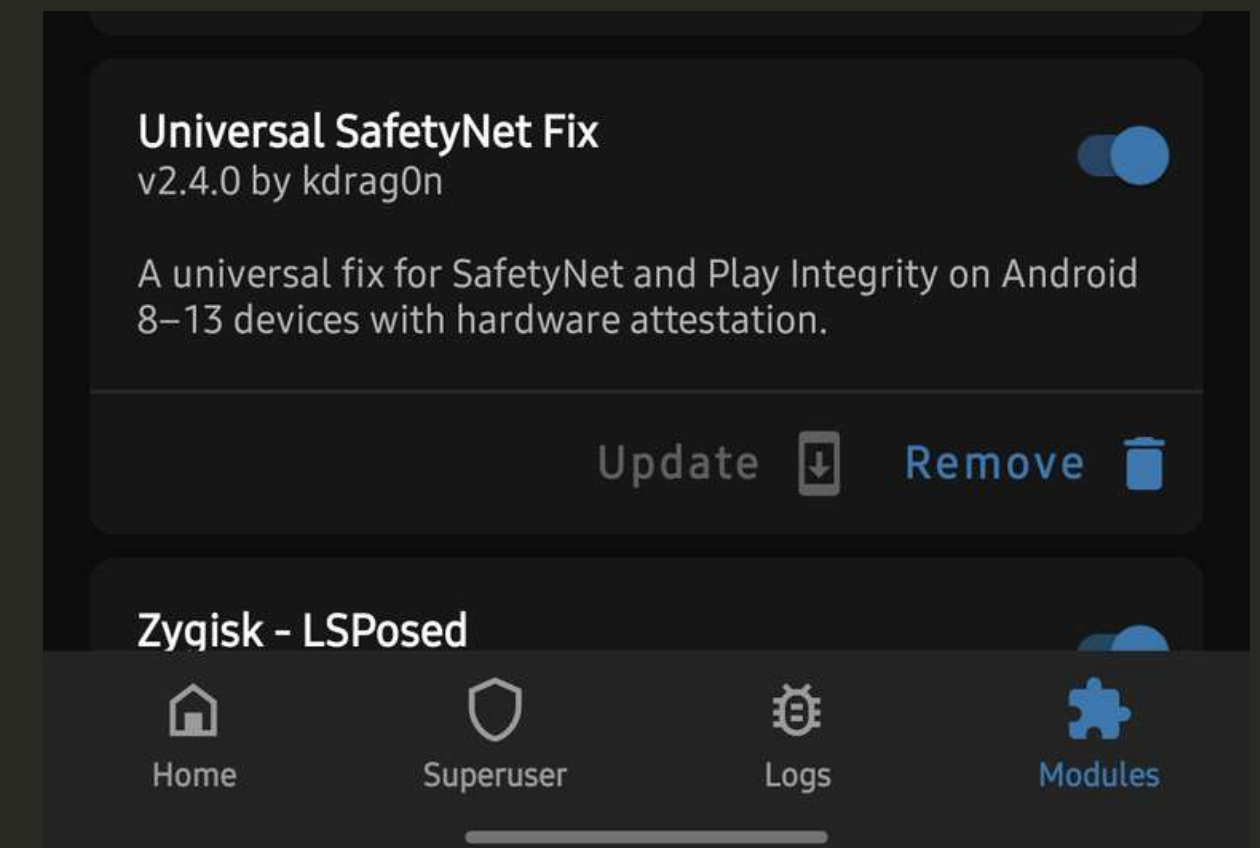 Universal SafetyNet Fix
v2.4.0 by kdrag0n
A universal fix for SafetyNet and Play Integrity on Android
8–13 devices with hardware attestation.
Update
Remove
Zygisk - LSPosed
Home
Superuser
Logs
Modules